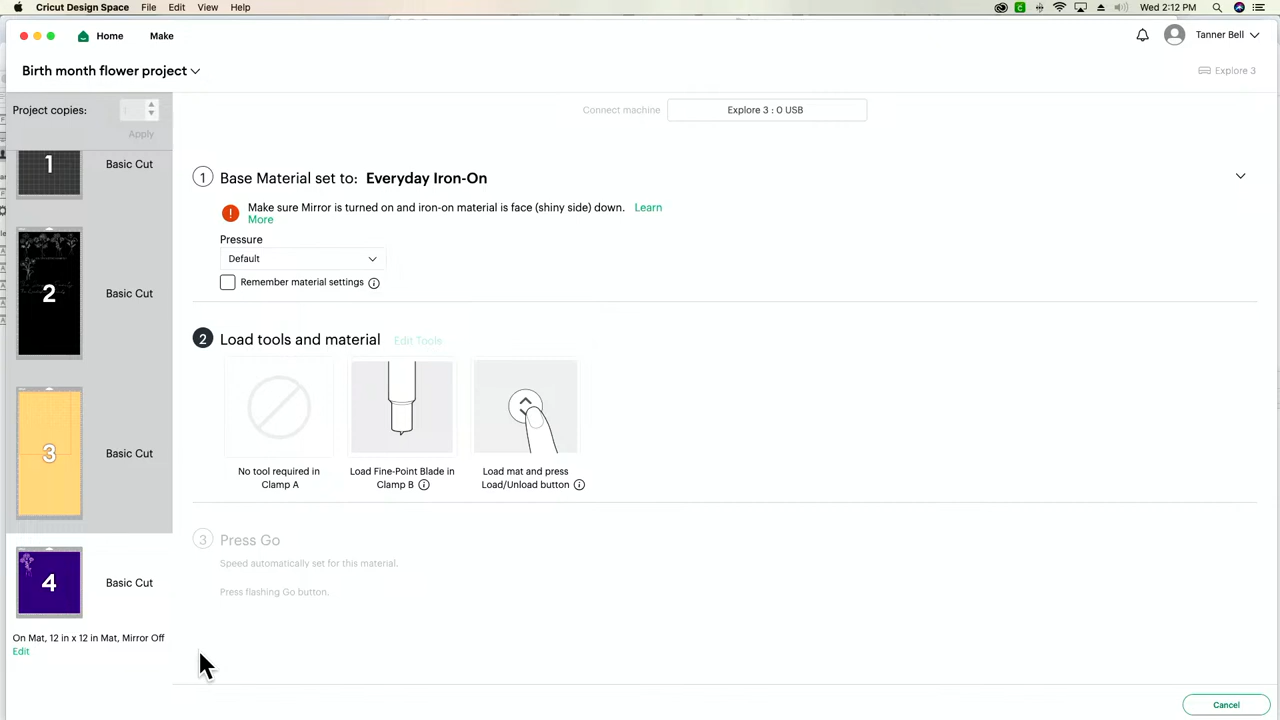 Cricut Design Space File Edit View Help Wed 2:12 PM
Home Make Tanner Bell
Birth month flower project Explore 3
Project copies:
Apply
Connect machine Explore 3 : 0 USB
1 Basic Cut
2 Basic Cut
3 Basic Cut
4 Basic Cut
On Mat, 12 in x 12 in Mat, Mirror Off
Edit
1 Base Material set to: Everyday Iron-On
! Make sure Mirror is turned on and iron-on material is face (shiny side) down. Learn
More
Pressure
Default
Remember material settings
2 Load tools and material Edit Tools
No tool required in
Clamp A
Load Fine-Point Blade in
Clamp B
Load mat and press
Load/Unload button
3 Press Go
Speed automatically set for this material.
Press flashing Go button.
Cancel